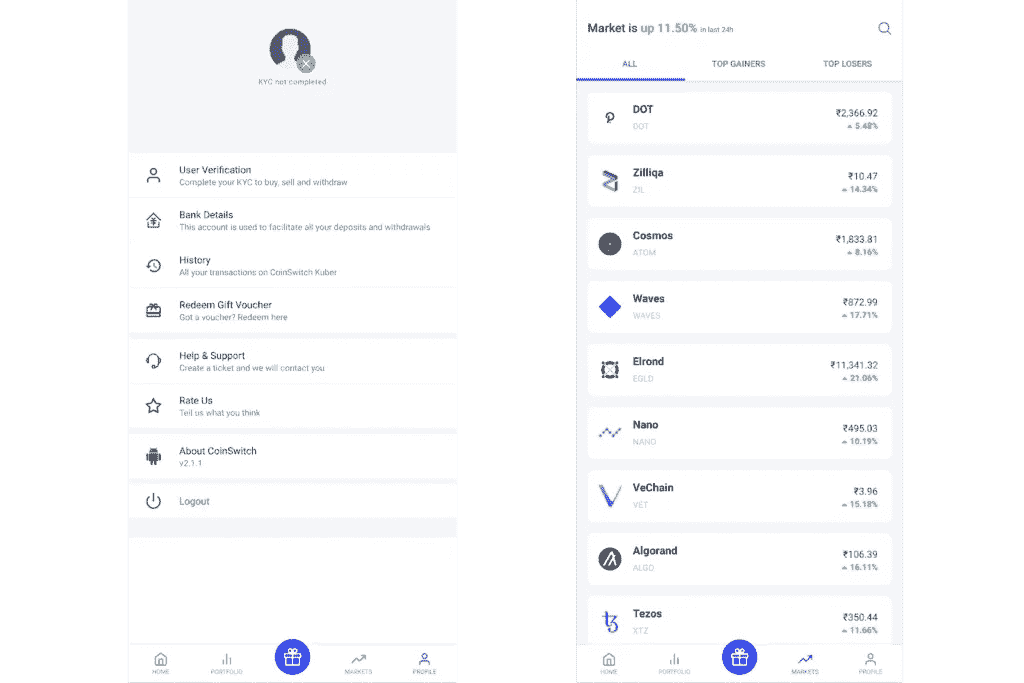 KYC not completed
User Verification
Complete your KYC to buy, sell and withdraw
Bank Details
This account is used to facilitate all your deposits and withdrawals
History
All your transactions on CoinSwitch Kuber
Redeem Gift Voucher
Got a voucher? Redeem here
Help & Support
Create a ticket and we will contact you
Rate Us
Tell us what you think
About CoinSwitch
v2.1.1
Logout
HOME
PORTFOLIO
MARKETS
PROFILE
Market is up 11.50% in last 24h
ALL
TOP GAINERS
TOP LOSERS
DOT
₹2,366.92
DOT
5.48%
Zilliqa
₹10.47
ZIL
14.34%
Cosmos
₹1,833.81
ATOM
8.16%
Waves
₹872.99
WAVES
17.71%
Elrond
₹11,341.32
EGLD
21.06%
Nano
₹495.03
NANO
10.19%
VeChain
₹3.96
VET
15.18%
Algorand
₹106.39
ALGO
16.11%
Tezos
₹350.44
XTZ
11.66%
HOME
PORTFOLIO
MARKETS
PROFILE